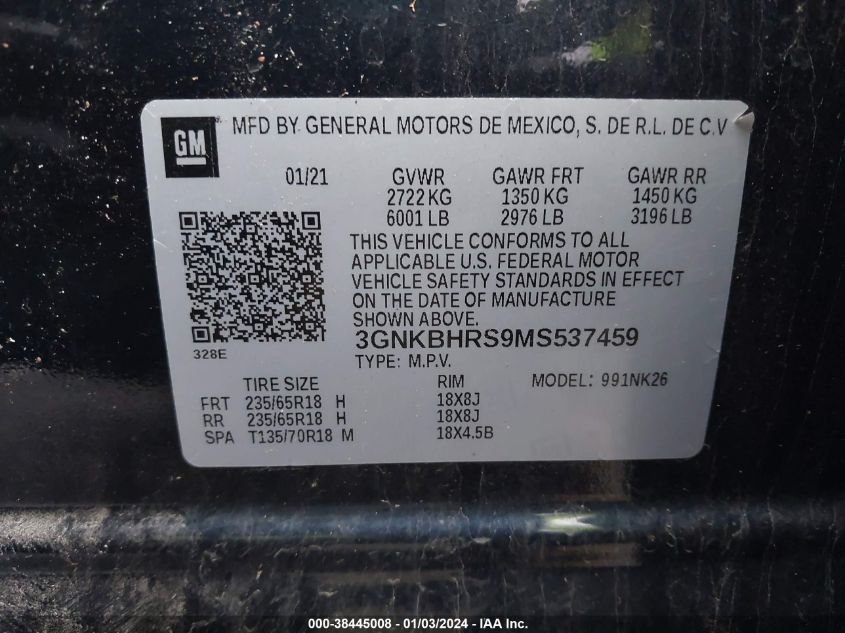 GM MFD BY GENERAL MOTORS DE MEXICO, S. DE R.L. DE C.V
01/21 GVWR GAWR FRT GAWR RR
2722 KG 1350 KG 1450 KG
6001 LB 2976 LB 3196 LB
THIS VEHICLE CONFORMS TO ALL
APPLICABLE U.S. FEDERAL MOTOR
VEHICLE SAFETY STANDARDS IN EFFECT
ON THE DATE OF MANUFACTURE
SHOWN ABOVE.
3GNKBHRS9MS537459
328E
TYPE: M.P.V.
TIRE SIZE RIM MODEL: 991NK26
FRT 235/65R18 H 18X8J
RR 235/65R18 H 18X8J
SPA T135/70R18 M 18X4.5B
000-38445008 - 01/03/2024 - IAA Inc.